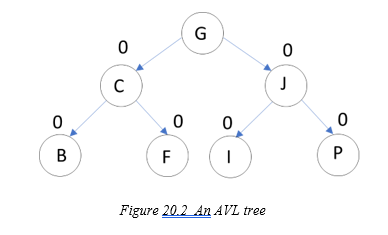 G
0 0
C J
0 0 0 0
B F I P
Figure 20.2 An AVL tree